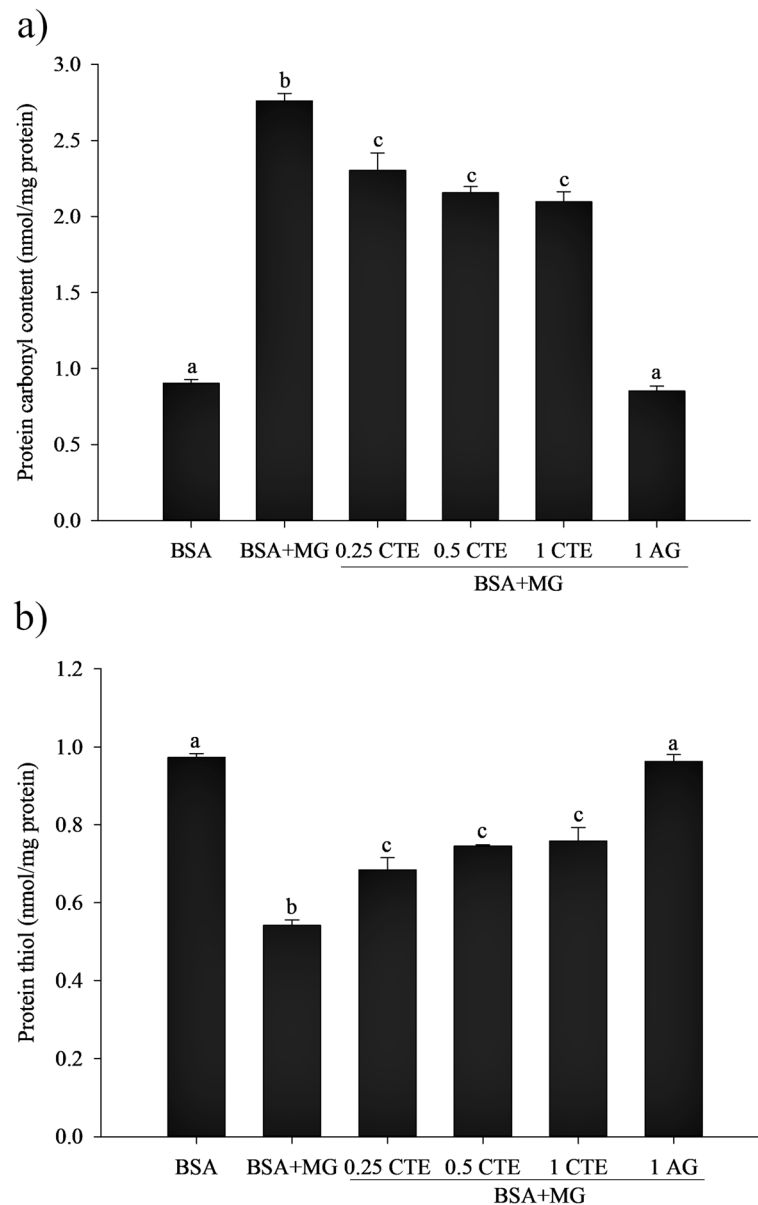 a)
Protein carbonyl content (nmol/mg protein)
3.0
2.5
2.0
1.5
1.0
0.5
0.0
a
b
c
c
c
a
BSA BSA+MG 0.25 CTE 0.5 CTE 1 CTE 1 AG
BSA+MG
b)
Protein thiol (nmol/mg protein)
1.2
1.0
0.8
0.6
0.4
0.2
0.0
a
b
c
c
c
a
BSA BSA+MG 0.25 CTE 0.5 CTE 1 CTE 1 AG
BSA+MG